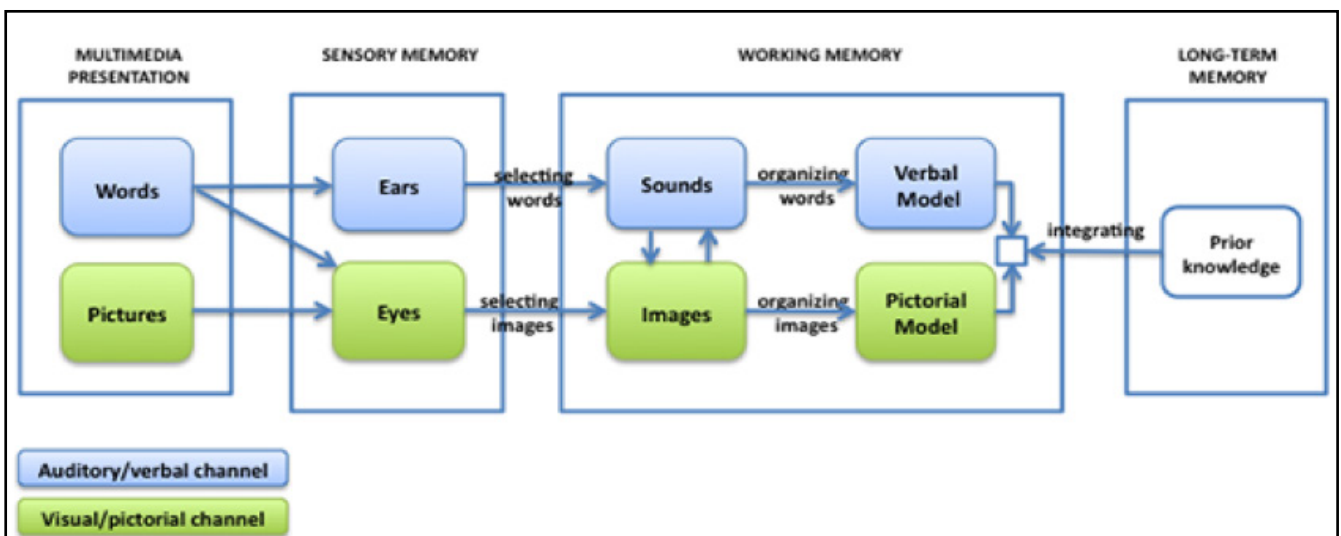 MULTIMEDIA
PRESENTATION
SENSORY MEMORY
WORKING MEMORY
LONG-TERM
MEMORY
Words
Ears
selecting
words
Sounds
organizing
words
Verbal
Model
integrating
Prior
knowledge
Pictures
Eyes
selecting
images
Images
organizing
images
Pictorial
Model
Auditory/verbal channel
Visual/pictorial channel